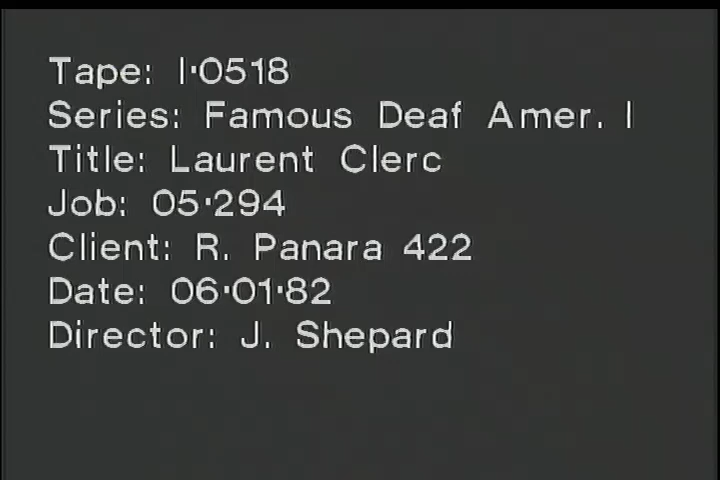 Tape: I·0518
Series: Famous Deaf Amer. I
Title: Laurent Clerc
Job: 05·294
Client: R. Panara 422
Date: 06·01·82
Director: J. Shepard